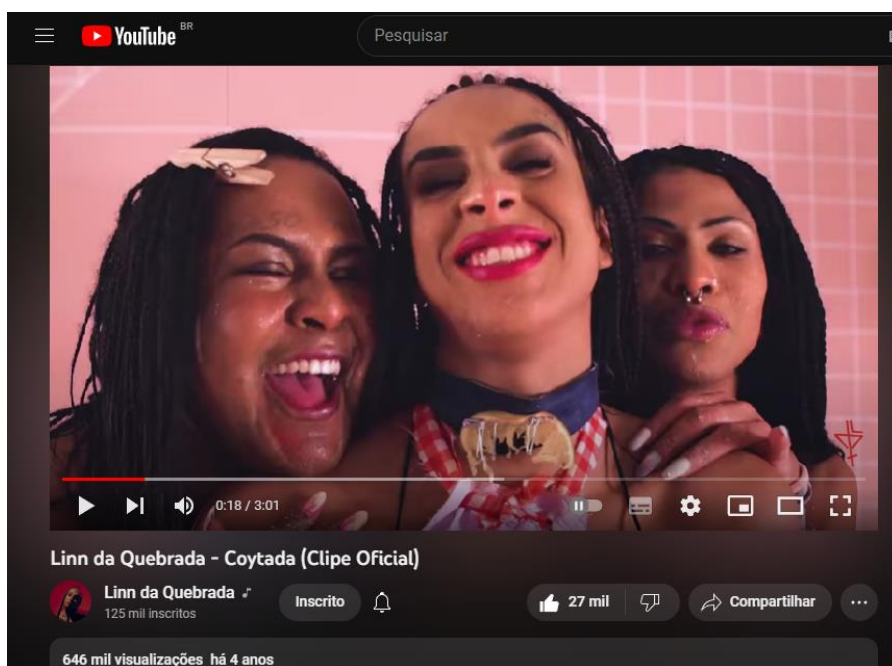 YouTube BR
Pesquisar
0:18 / 3:01
Linn da Quebrada - Coytada (Clipe Oficial)
Linn da Quebrada
125 mil inscritos
Inscrito
27 mil
Compartilhar
646 mil visualizações há 4 anos